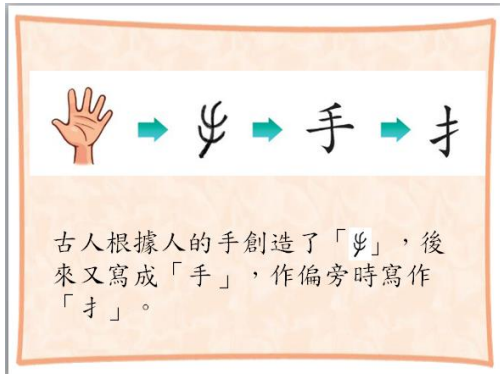 手 扌
古人根據人的手創造了「」,後
來又寫成「手」,作偏旁時寫作
「扌」。